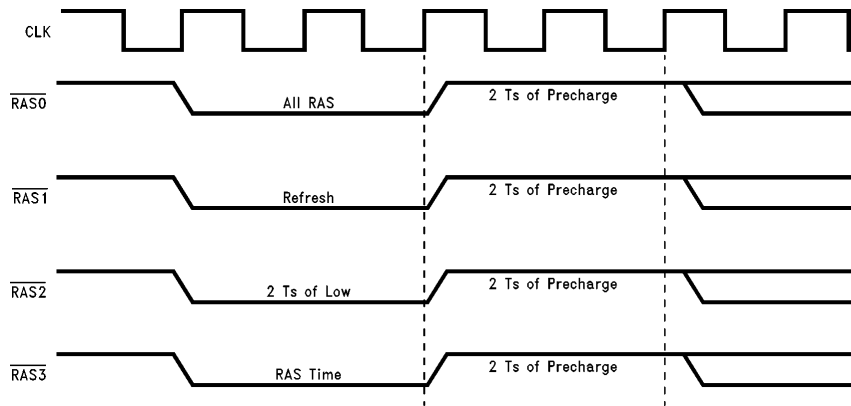 CLK
RAS0 All RAS 2 Ts of Precharge
RAS1 Refresh 2 Ts of Precharge
RAS2 2 Ts of Low 2 Ts of Precharge
RAS3 RAS Time 2 Ts of Precharge